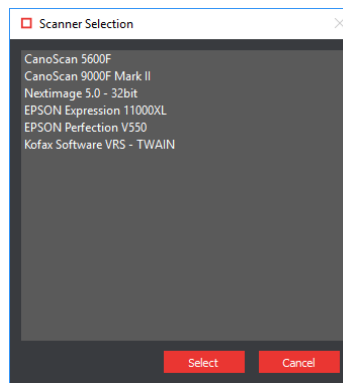 Scanner Selection
CanoScan 5600F
CanoScan 9000F Mark II
Nextimage 5.0 - 32bit
EPSON Expression 11000XL
EPSON Perfection V550
Kofax Software VRS - TWAIN
Select Cancel